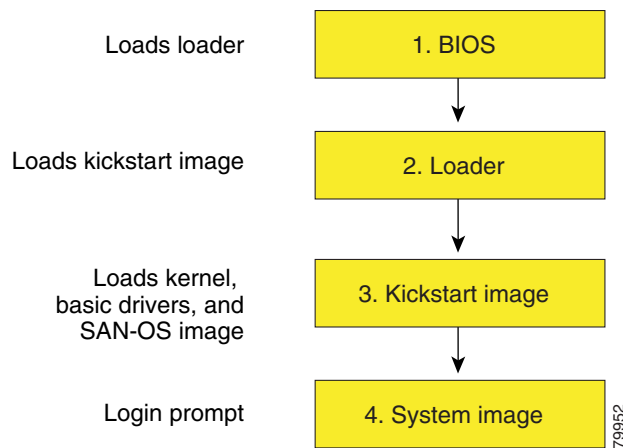 Loads loader
1. BIOS
Loads kickstart image
2. Loader
Loads kernel,
basic drivers, and
SAN-OS image
3. Kickstart image
Login prompt
4. System image
79952